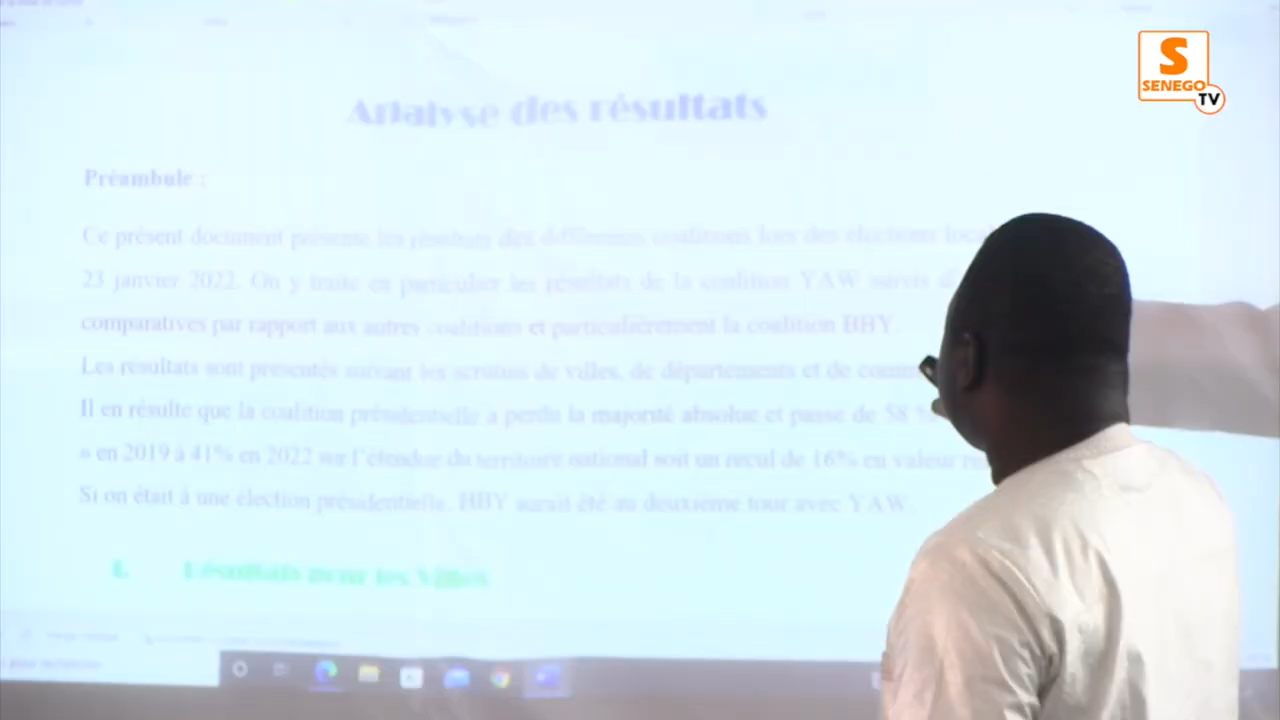 S
SENEGO
TV
Analyse des résultats
Préambule :
Ce présent document présente les résultats des différentes coalitions lors des élections
23 janvier 2022. On y traite en particulier les résultats de la coalition YAW suivis
comparatives par rapport aux autres coalitions et particulièrement la coalition BBY.
Les résultats sont présentés suivant les scrutins de villes, de départements et de
Il en résulte que la coalition présidentielle a perdu la majorité absolue et passe de 58 %
» en 2019 à 41% en 2022 sur l'étendue du territoire national soit un recul de 16% en valeur
Si on était à une élection présidentielle, BBY aurait été au deuxième tour avec YAW.
I. Résultats pour les Villes